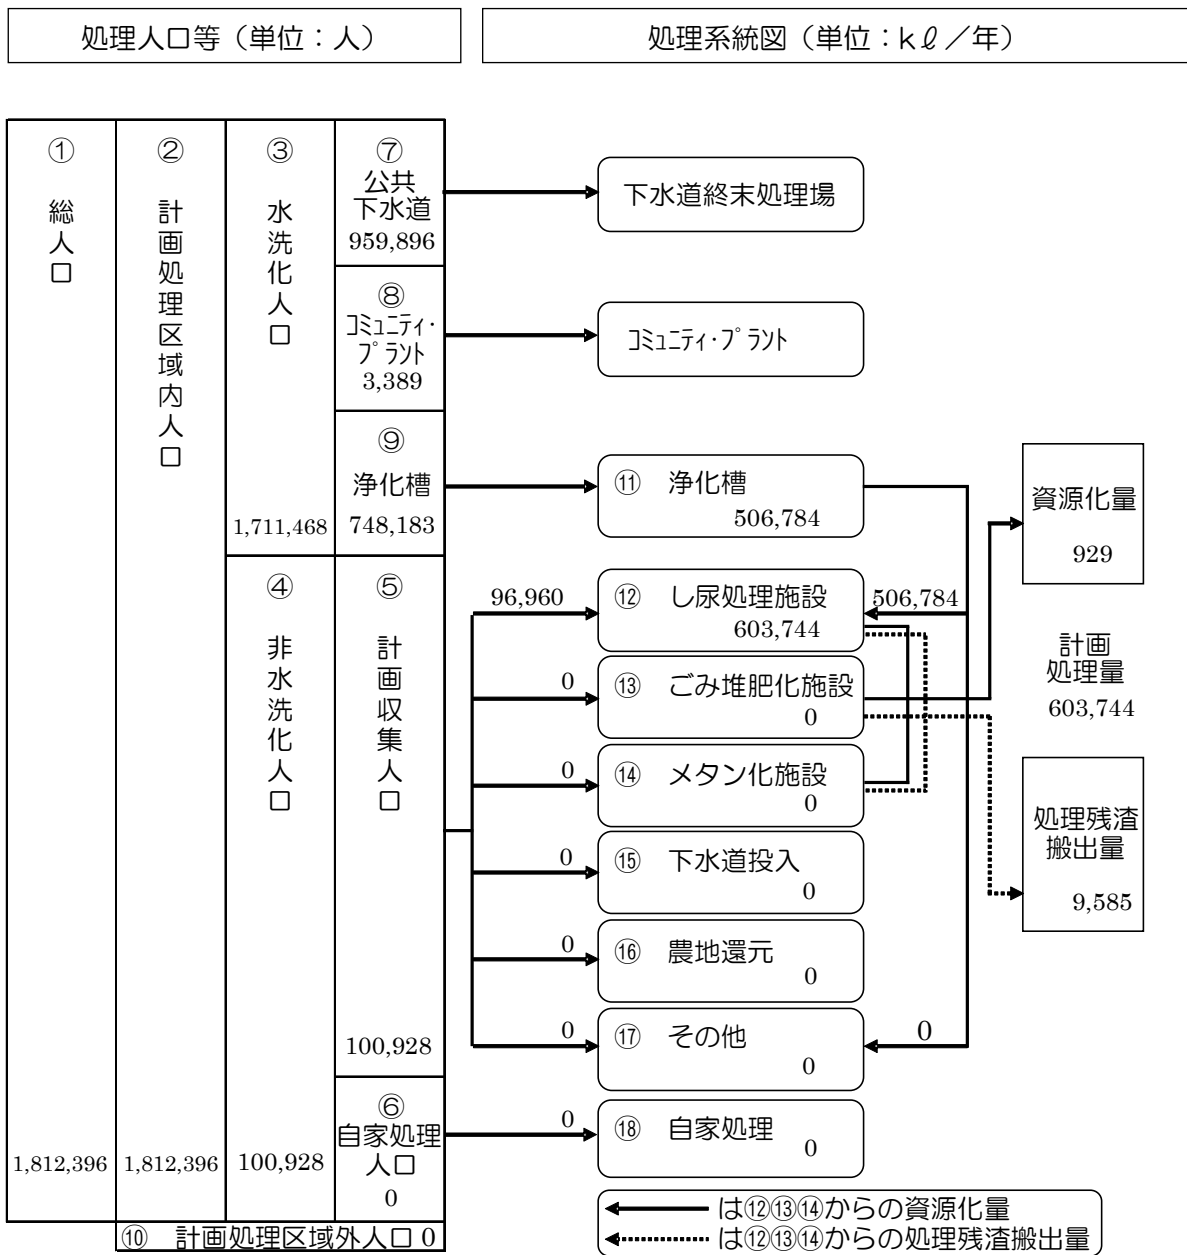 処理人口等（単位：人）
処理系統図（単位：kℓ／年）
①
総人口
1,812,396
②
計画処理区域内人口
1,812,396
③
水洗化人口
1,711,468
④
非水洗化人口
100,928
⑦
公共
下水道
959,896
⑧
ｺﾐｭﾆﾃｨ･
ﾌﾟﾗﾝﾄ
3,389
⑨
浄化槽
748,183
⑤
計画収集人口
100,928
⑥
自家処理
人口
0
⑩ 計画処理区域外人口 0
下水道終末処理場
ｺﾐｭﾆﾃｨ･ﾌﾟﾗﾝﾄ
⑪ 浄化槽
506,784
96,960
⑫ し尿処理施設
603,744
506,784
0
⑬ ごみ堆肥化施設
0
0
⑭ メタン化施設
0
0
⑮ 下水道投入
0
0
⑯ 農地還元
0
0
⑰ その他
0
0
0
⑱ 自家処理
0
資源化量
929
計画
処理量
603,744
処理残渣
搬出量
9,585
は⑫⑬⑭からの資源化量
は⑫⑬⑭からの処理残渣搬出量